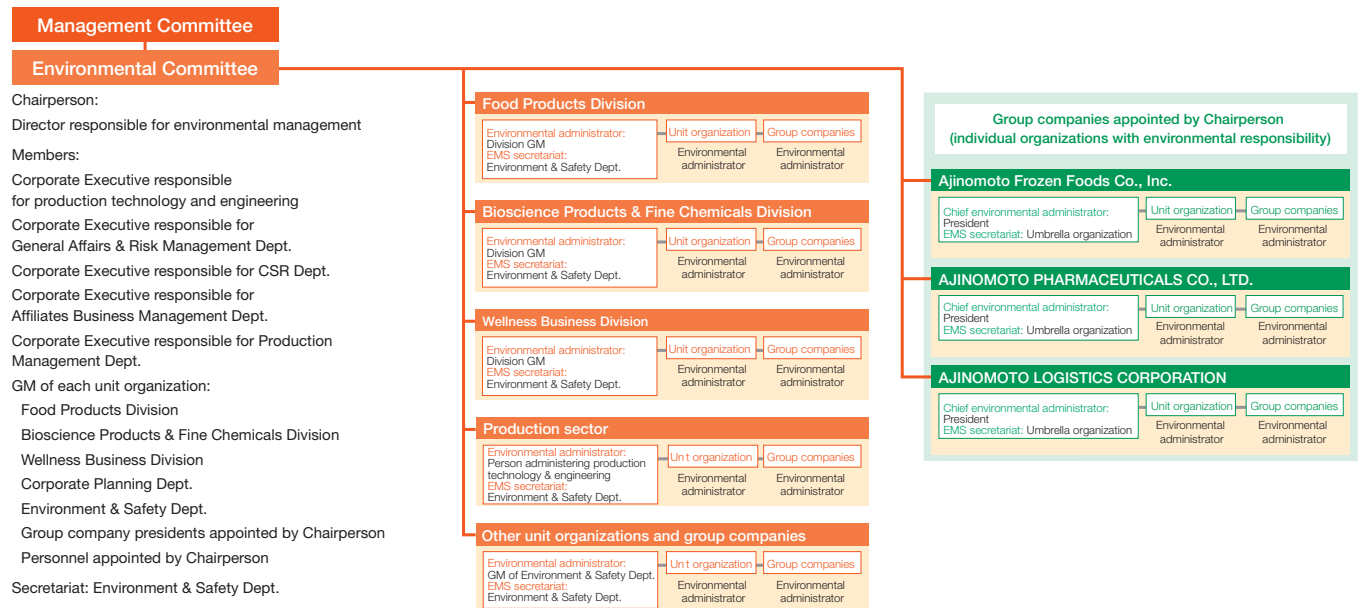 Management Committee
Environmental Committee
Chairperson:
Director responsible for environmental management
Members:
Corporate Executive responsible
for production technology and engineering
Corporate Executive responsible for
General Affairs & Risk Management Dept.
Corporate Executive responsible for CSR Dept.
Corporate Executive responsible for
Affiliates Business Management Dept.
Corporate Executive responsible for Production
Management Dept.
GM of each unit organization:
Food Products Division
Bioscience Products & Fine Chemicals Division
Wellness Business Division
Corporate Planning Dept.
Environment & Safety Dept.
Group company presidents appointed by Chairperson
Personnel appointed by Chairperson
Secretariat: Environment & Safety Dept.
Food Products Division
Environmental administrator:
Division GM
EMS secretariat:
Environment & Safety Dept.
Unit organization
Environmental
administrator
Group companies
Environmental
administrator
Bioscience Products & Fine Chemicals Division
Environmental administrator:
Division GM
EMS secretariat:
Environment & Safety Dept.
Unit organization
Environmental
administrator
Group companies
Environmental
administrator
Wellness Business Division
Environmental administrator:
Division GM
EMS secretariat:
Environment & Safety Dept.
Unit organization
Environmental
administrator
Group companies
Environmental
administrator
Production sector
Environmental administrator:
Person administering production
technology & engineering
EMS secretariat:
Environment & Safety Dept.
Unit organization
Environmental
administrator
Group companies
Environmental
administrator
Other unit organizations and group companies
Environmental administrator:
GM of Environment & Safety Dept.
EMS secretariat:
Environment & Safety Dept.
Unit organization
Environmental
administrator
Group companies
Environmental
administrator
Group companies appointed by Chairperson
(individual organizations with environmental responsibility)
Ajinomoto Frozen Foods Co., Inc.
Chief environmental administrator:
President
EMS secretariat: Umbrella organization
Unit organization
Environmental
administrator
Group companies
Environmental
administrator
AJINOMOTO PHARMACEUTICALS CO., LTD.
Chief environmental administrator:
President
EMS secretariat: Umbrella organization
Unit organization
Environmental
administrator
Group companies
Environmental
administrator
AJINOMOTO LOGISTICS CORPORATION
Chief environmental administrator:
President
EMS secretariat: Umbrella organization
Unit organization
Environmental
administrator
Group companies
Environmental
administrator